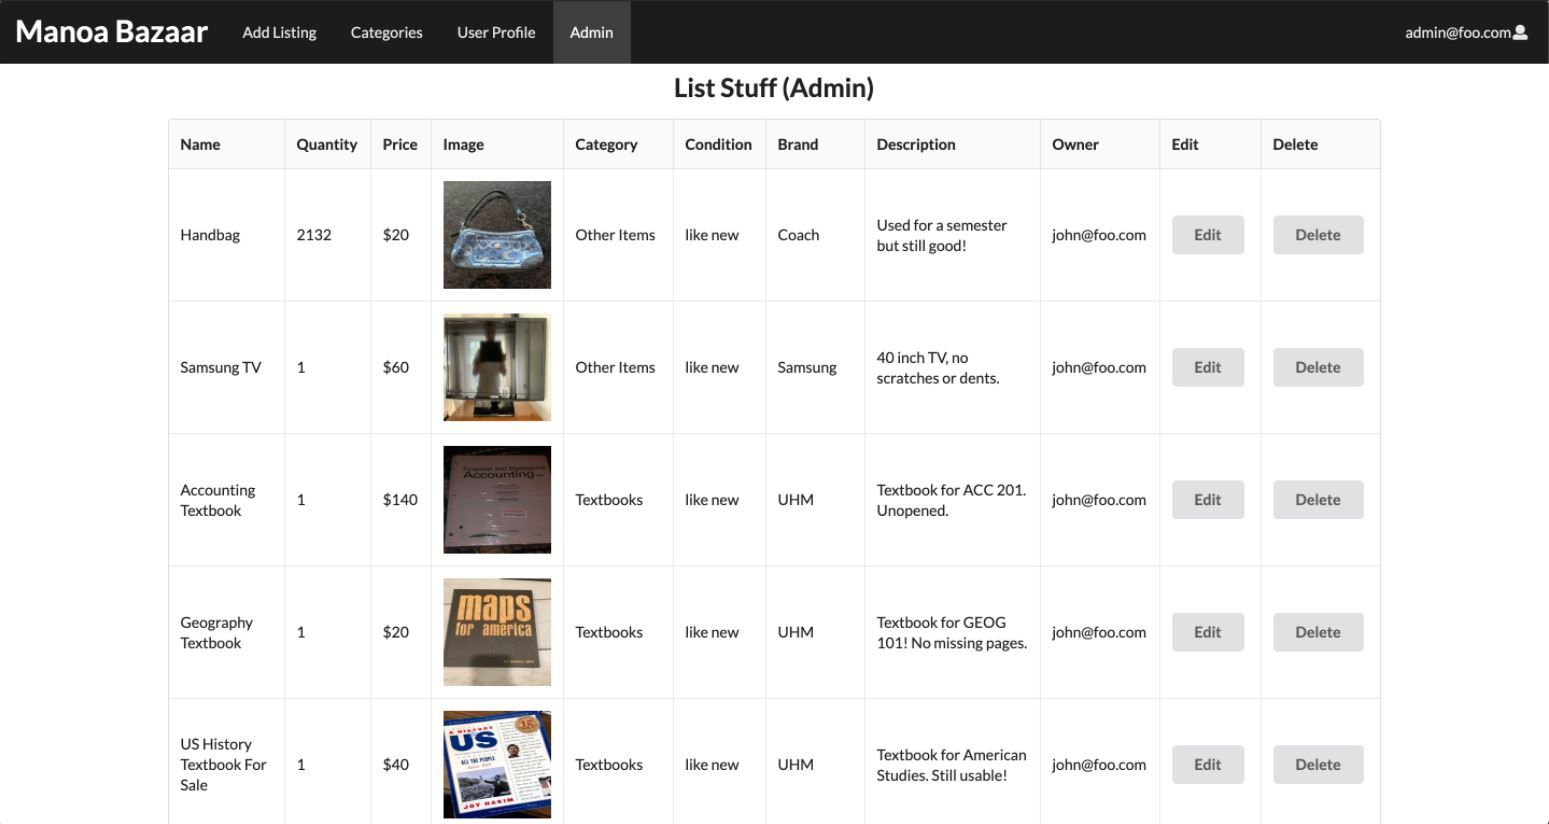 Manoa Bazaar Add Listing Categories User Profile Admin admin@foo.com
List Stuff (Admin)
Name Quantity Price Image Category Condition Brand Description Owner Edit Delete
Handbag 2132 $20 Other Items like new Coach Used for a semester
but still good! john@foo.com Edit Delete
Samsung TV 1 $60 Other Items like new Samsung 40 inch TV, no
scratches or dents. john@foo.com Edit Delete
Accounting
Textbook 1 $140 Financial and Managerial
Accounting Textbooks like new UHM Textbook for ACC 201.
Unopened. john@foo.com Edit Delete
Geography
Textbook 1 $20 maps
for america Textbooks like new UHM Textbook for GEOG
101! No missing pages. john@foo.com Edit Delete
US History
Textbook For
Sale 1 $40 A HISTORY
US
ALL THE PEOPLE
JOY HAKIM Textbooks like new UHM Textbook for American
Studies. Still usable! john@foo.com Edit Delete